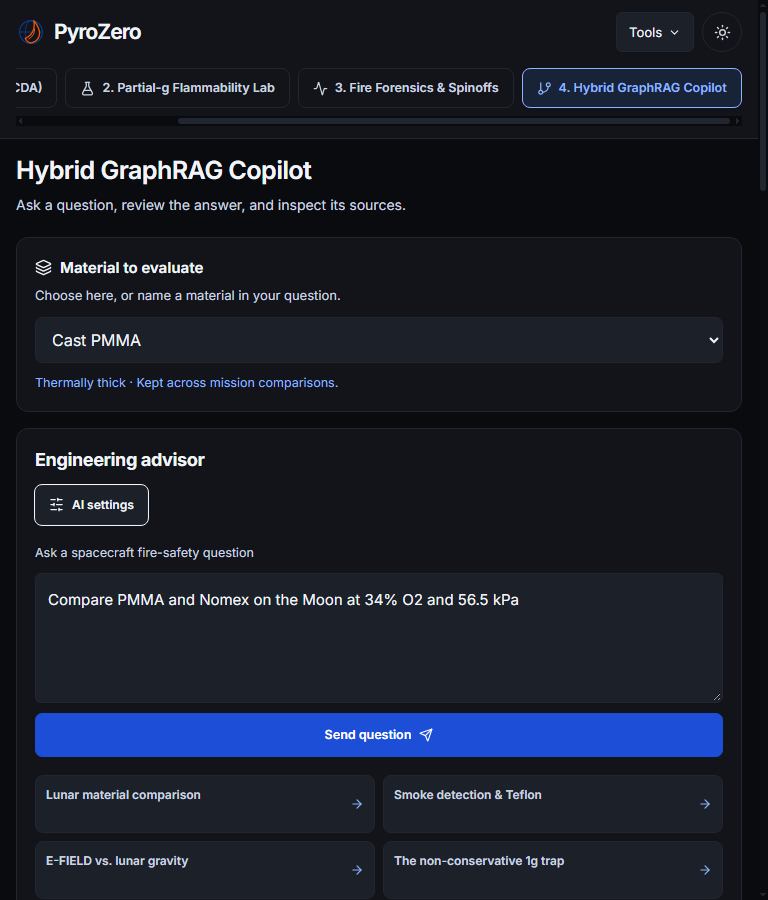 PyroZero
Tools
CDA)
2. Partial-g Flammability Lab
3. Fire Forensics & Spinoffs
4. Hybrid GraphRAG Copilot
Hybrid GraphRAG Copilot
Ask a question, review the answer, and inspect its sources.
Material to evaluate
Choose here, or name a material in your question.
Cast PMMA
Thermally thick · Kept across mission comparisons.
Engineering advisor
AI settings
Ask a spacecraft fire-safety question
Compare PMMA and Nomex on the Moon at 34% O2 and 56.5 kPa
Send question
Lunar material comparison
Smoke detection & Teflon
E-FIELD vs. lunar gravity
The non-conservative 1g trap